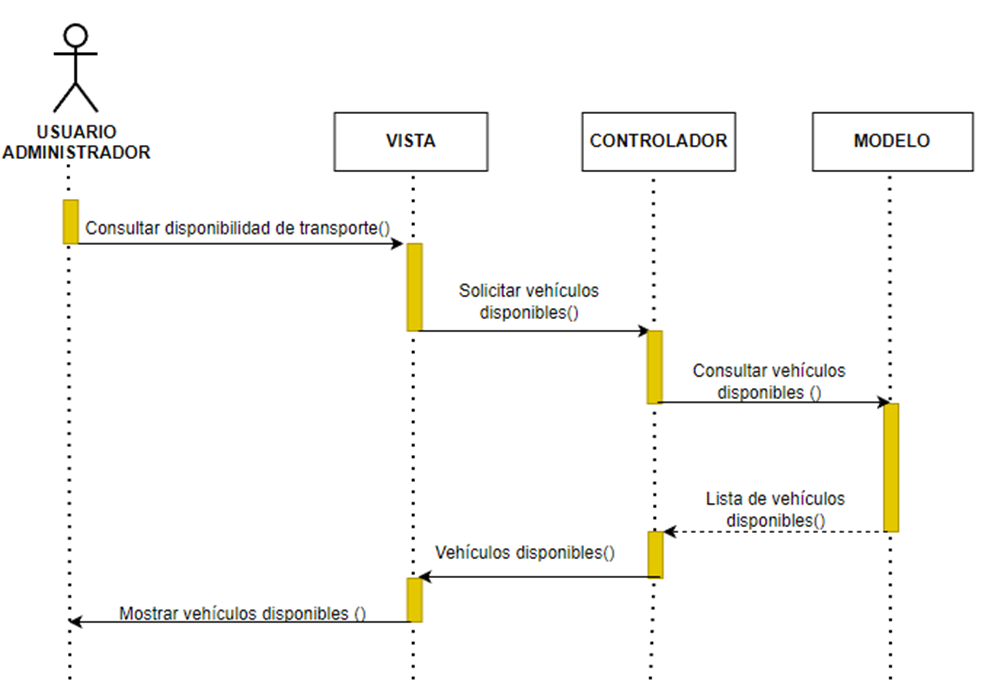 USUARIO
ADMINISTRADOR
VISTA
CONTROLADOR
MODELO
Consultar disponibilidad de transporte()
Solicitar vehículos
disponibles()
Consultar vehículos
disponibles ()
Lista de vehículos
disponibles()
Vehículos disponibles()
Mostrar vehículos disponibles ()